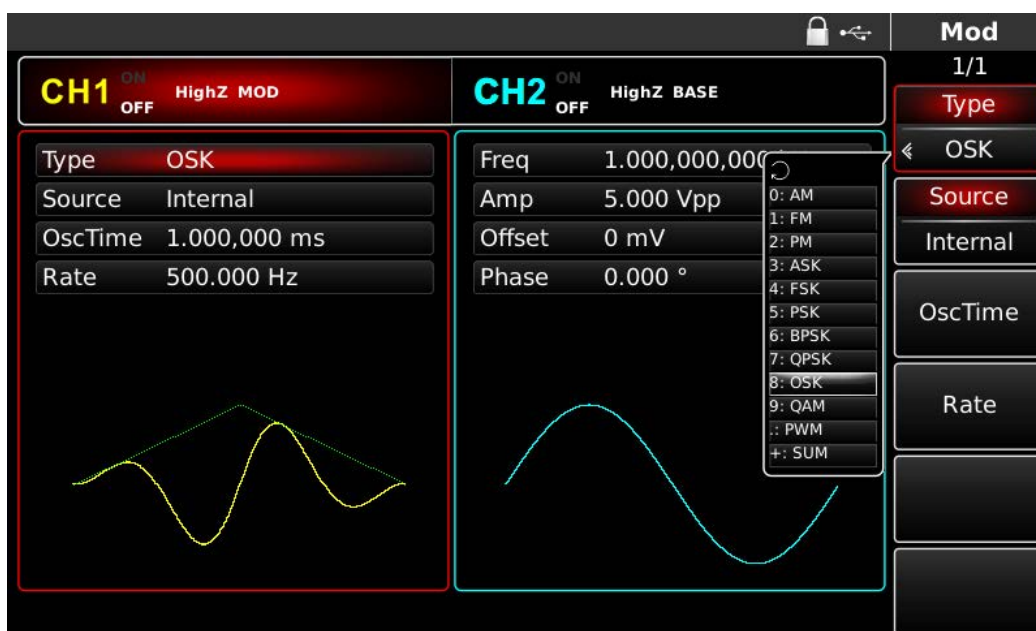 Mod
1/1
CH1 ON OFF HighZ MOD
CH2 ON OFF HighZ BASE
Type
OSK
Type OSK
Source Internal
OscTime 1.000,000 ms
Rate 500.000 Hz
Freq 1.000,000,000
Amp 5.000 Vpp
Offset 0 mV
Phase 0.000 °
0: AM
1: FM
2: PM
3: ASK
4: FSK
5: PSK
6: BPSK
7: QPSK
8: OSK
9: QAM
.: PWM
+: SUM
Source
Internal
OscTime
Rate